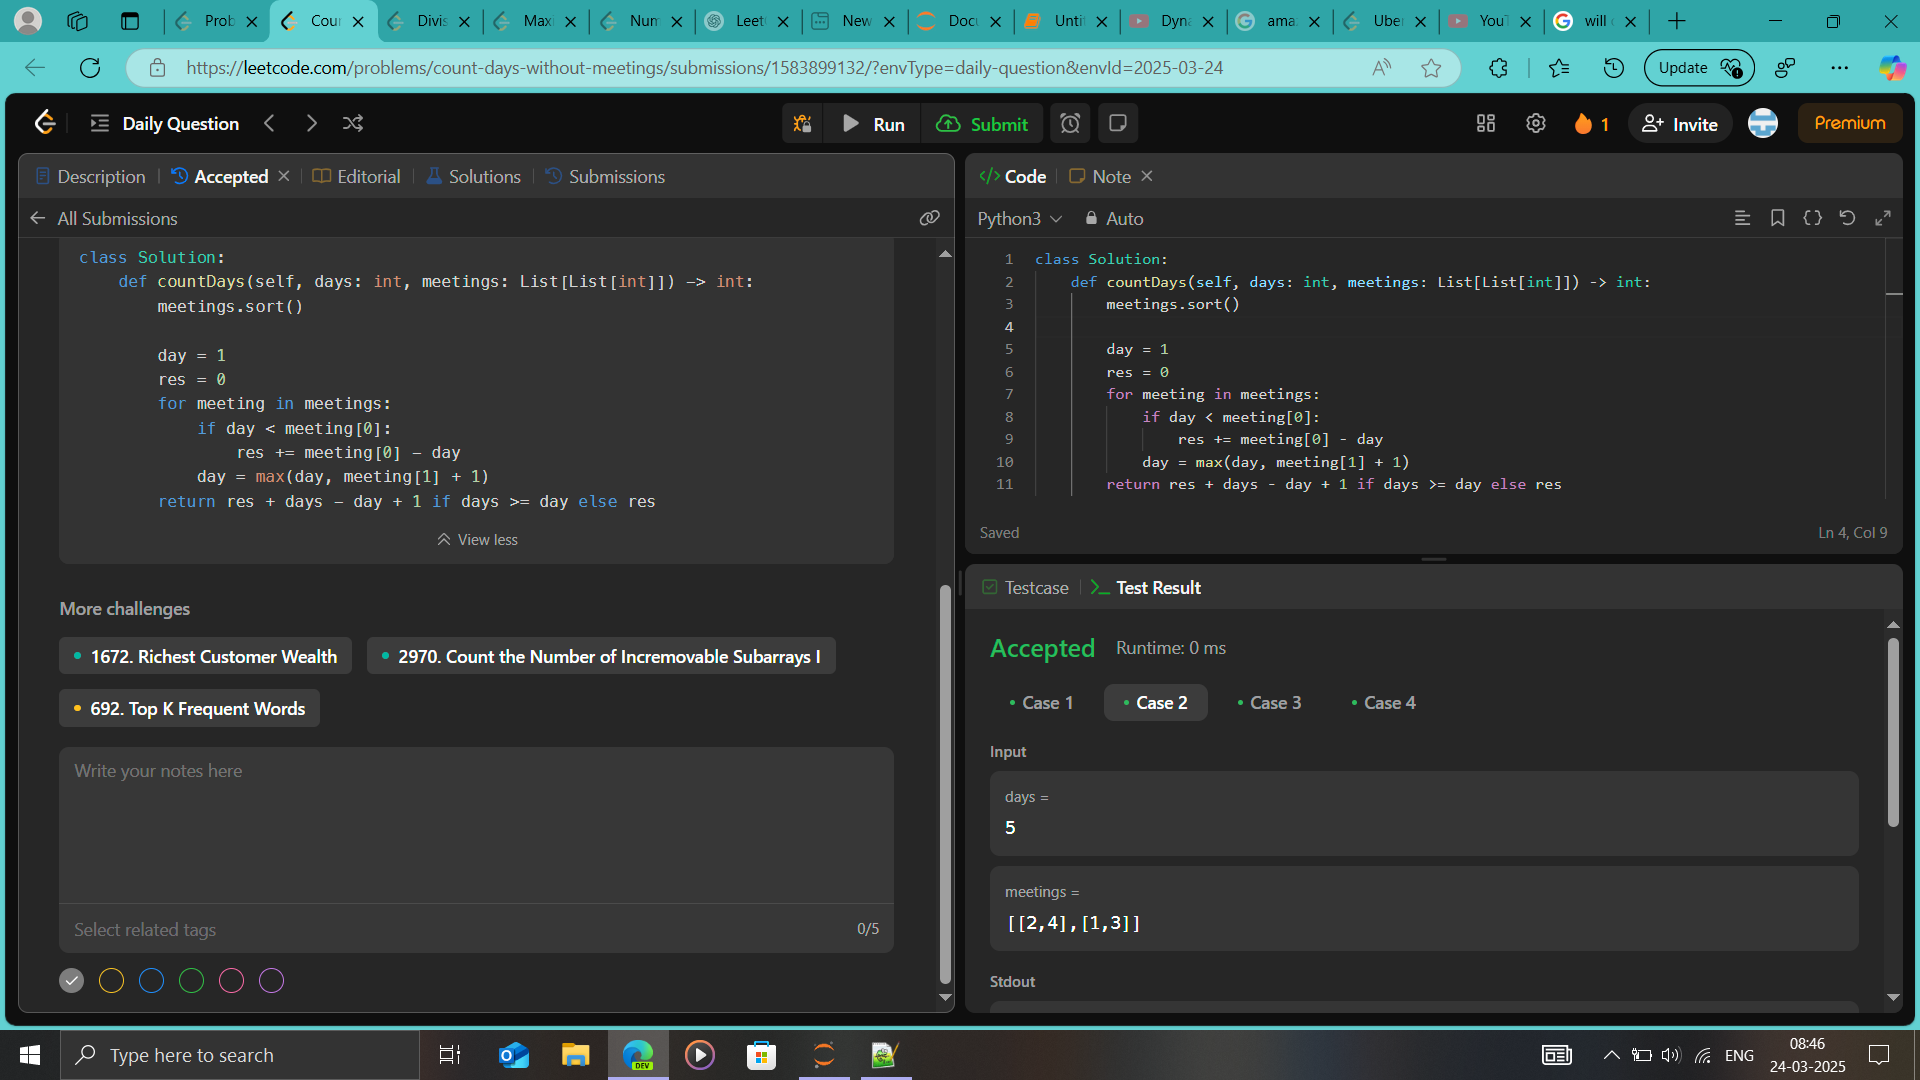 Prob
Cour
Divis
Maxi
Num
Leet
New
Docu
Untit
Dyna
ama
Uber
YouT
will
https://leetcode.com/problems/count-days-without-meetings/submissions/1583899132/?envType=daily-question&envId=2025-03-24
Update
Daily Question
Run
Submit
1
Invite
Premium
Description
Accepted
Editorial
Solutions
Submissions
All Submissions
class Solution:
def countDays(self, days: int, meetings: List[List[int]]) -> int:
meetings.sort()
day = 1
res = 0
for meeting in meetings:
if day < meeting[0]:
res += meeting[0] - day
day = max(day, meeting[1] + 1)
return res + days - day + 1 if days >= day else res
View less
More challenges
1672. Richest Customer Wealth
2970. Count the Number of Incremovable Subarrays I
692. Top K Frequent Words
Write your notes here
Select related tags
0/5
Code
Note
Python3
Auto
1 class Solution:
2 def countDays(self, days: int, meetings: List[List[int]]) -> int:
3 meetings.sort()
4
5 day = 1
6 res = 0
7 for meeting in meetings:
8 if day < meeting[0]:
9 res += meeting[0] - day
10 day = max(day, meeting[1] + 1)
11 return res + days - day + 1 if days >= day else res
Saved
Ln 4, Col 9
Testcase
Test Result
Accepted
Runtime: 0 ms
Case 1
Case 2
Case 3
Case 4
Input
days =
5
meetings =
[[2,4],[1,3]]
Stdout
Type here to search
DEV
ENG
08:46
24-03-2025